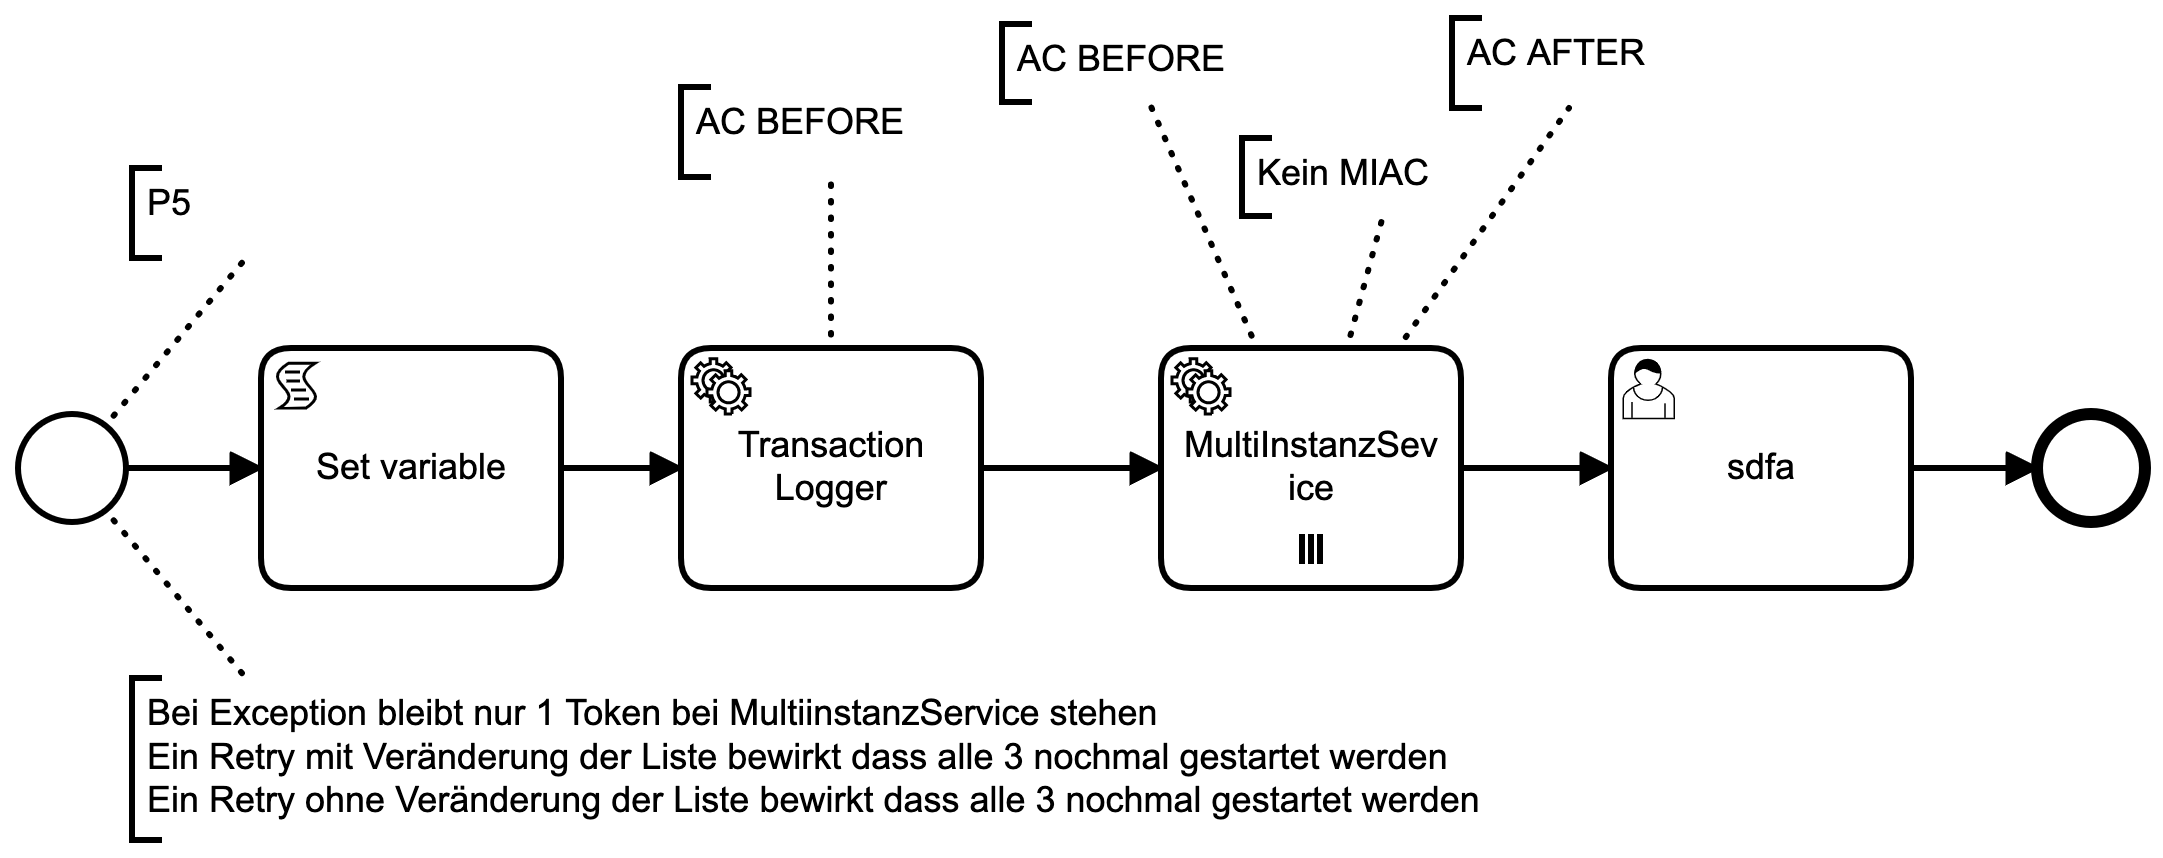 AC BEFORE
AC AFTER
AC BEFORE
Kein MIAC
P5
Set variable
Transaction
Logger
MultiInstanzSev
ice
sdfa
Bei Exception bleibt nur 1 Token bei MultiinstanzService stehen
Ein Retry mit Veränderung der Liste bewirkt dass alle 3 nochmal gestartet werden
Ein Retry ohne Veränderung der Liste bewirkt dass alle 3 nochmal gestartet werden